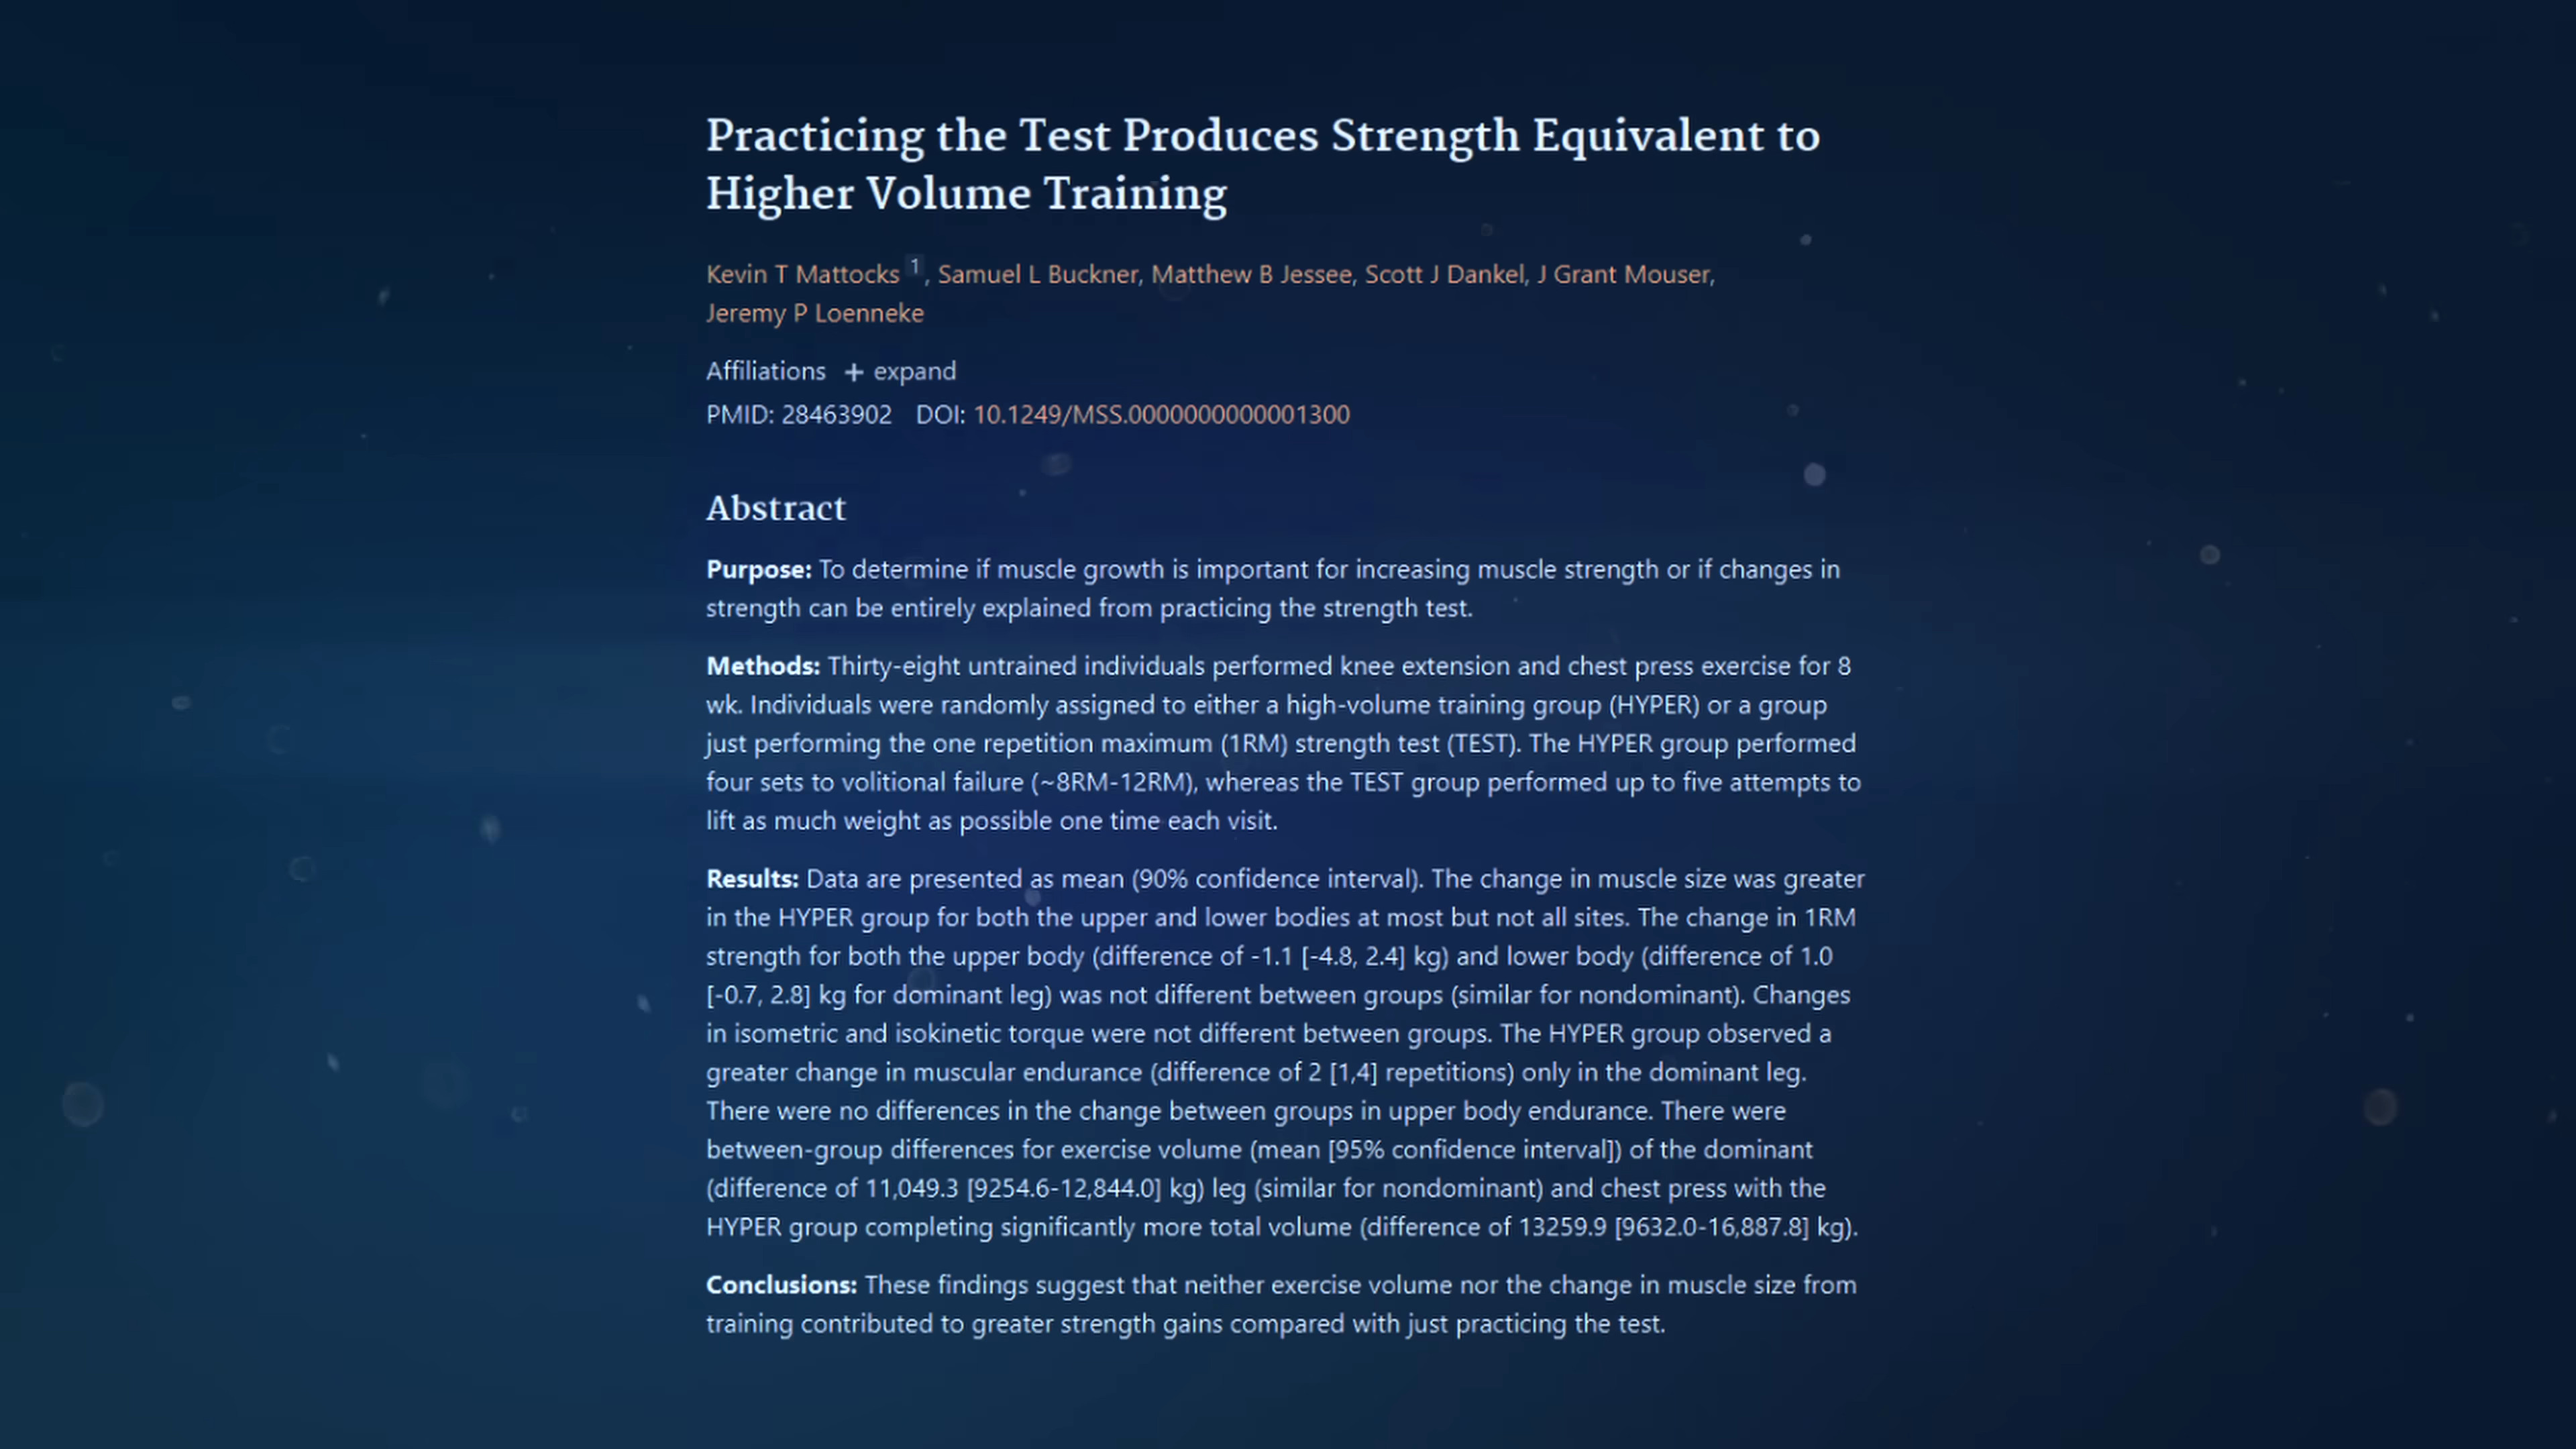 Practicing the Test Produces Strength Equivalent to
Higher Volume Training
Kevin T Mattocks 1, Samuel L Buckner, Matthew B Jessee, Scott J Dankel, J Grant Mouser,
Jeremy P Loenneke
Affiliations + expand
PMID: 28463902 DOI: 10.1249/MSS.0000000000001300
Abstract
Purpose: To determine if muscle growth is important for increasing muscle strength or if changes in
strength can be entirely explained from practicing the strength test.
Methods: Thirty-eight untrained individuals performed knee extension and chest press exercise for 8
wk. Individuals were randomly assigned to either a high-volume training group (HYPER) or a group
just performing the one repetition maximum (1RM) strength test (TEST). The HYPER group performed
four sets to volitional failure (~8RM-12RM), whereas the TEST group performed up to five attempts to
lift as much weight as possible one time each visit.
Results: Data are presented as mean (90% confidence interval). The change in muscle size was greater
in the HYPER group for both the upper and lower bodies at most but not all sites. The change in 1RM
strength for both the upper body (difference of -1.1 [-4.8, 2.4] kg) and lower body (difference of 1.0
[-0.7, 2.8] kg for dominant leg) was not different between groups (similar for nondominant). Changes
in isometric and isokinetic torque were not different between groups. The HYPER group observed a
greater change in muscular endurance (difference of 2 [1,4] repetitions) only in the dominant leg.
There were no differences in the change between groups in upper body endurance. There were
between-group differences for exercise volume (mean [95% confidence interval]) of the dominant
(difference of 11,049.3 [9254.6-12,844.0] kg) leg (similar for nondominant) and chest press with the
HYPER group completing significantly more total volume (difference of 13259.9 [9632.0-16,887.8] kg).
Conclusions: These findings suggest that neither exercise volume nor the change in muscle size from
training contributed to greater strength gains compared with just practicing the test.